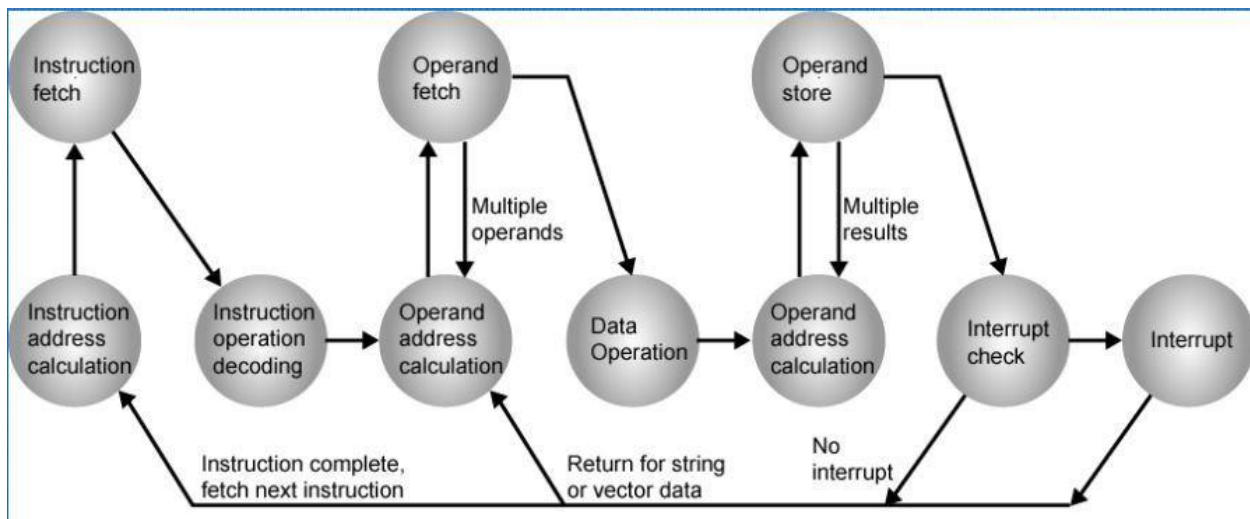 Instruction
fetch
Operand
fetch
Operand
store
Multiple
operands
Multiple
results
Instruction
address
calculation
Instruction
operation
decoding
Operand
address
calculation
Data
Operation
Operand
address
calculation
Interrupt
check
Interrupt
Instruction complete,
fetch next instruction
Return for string
or vector data
No
interrupt